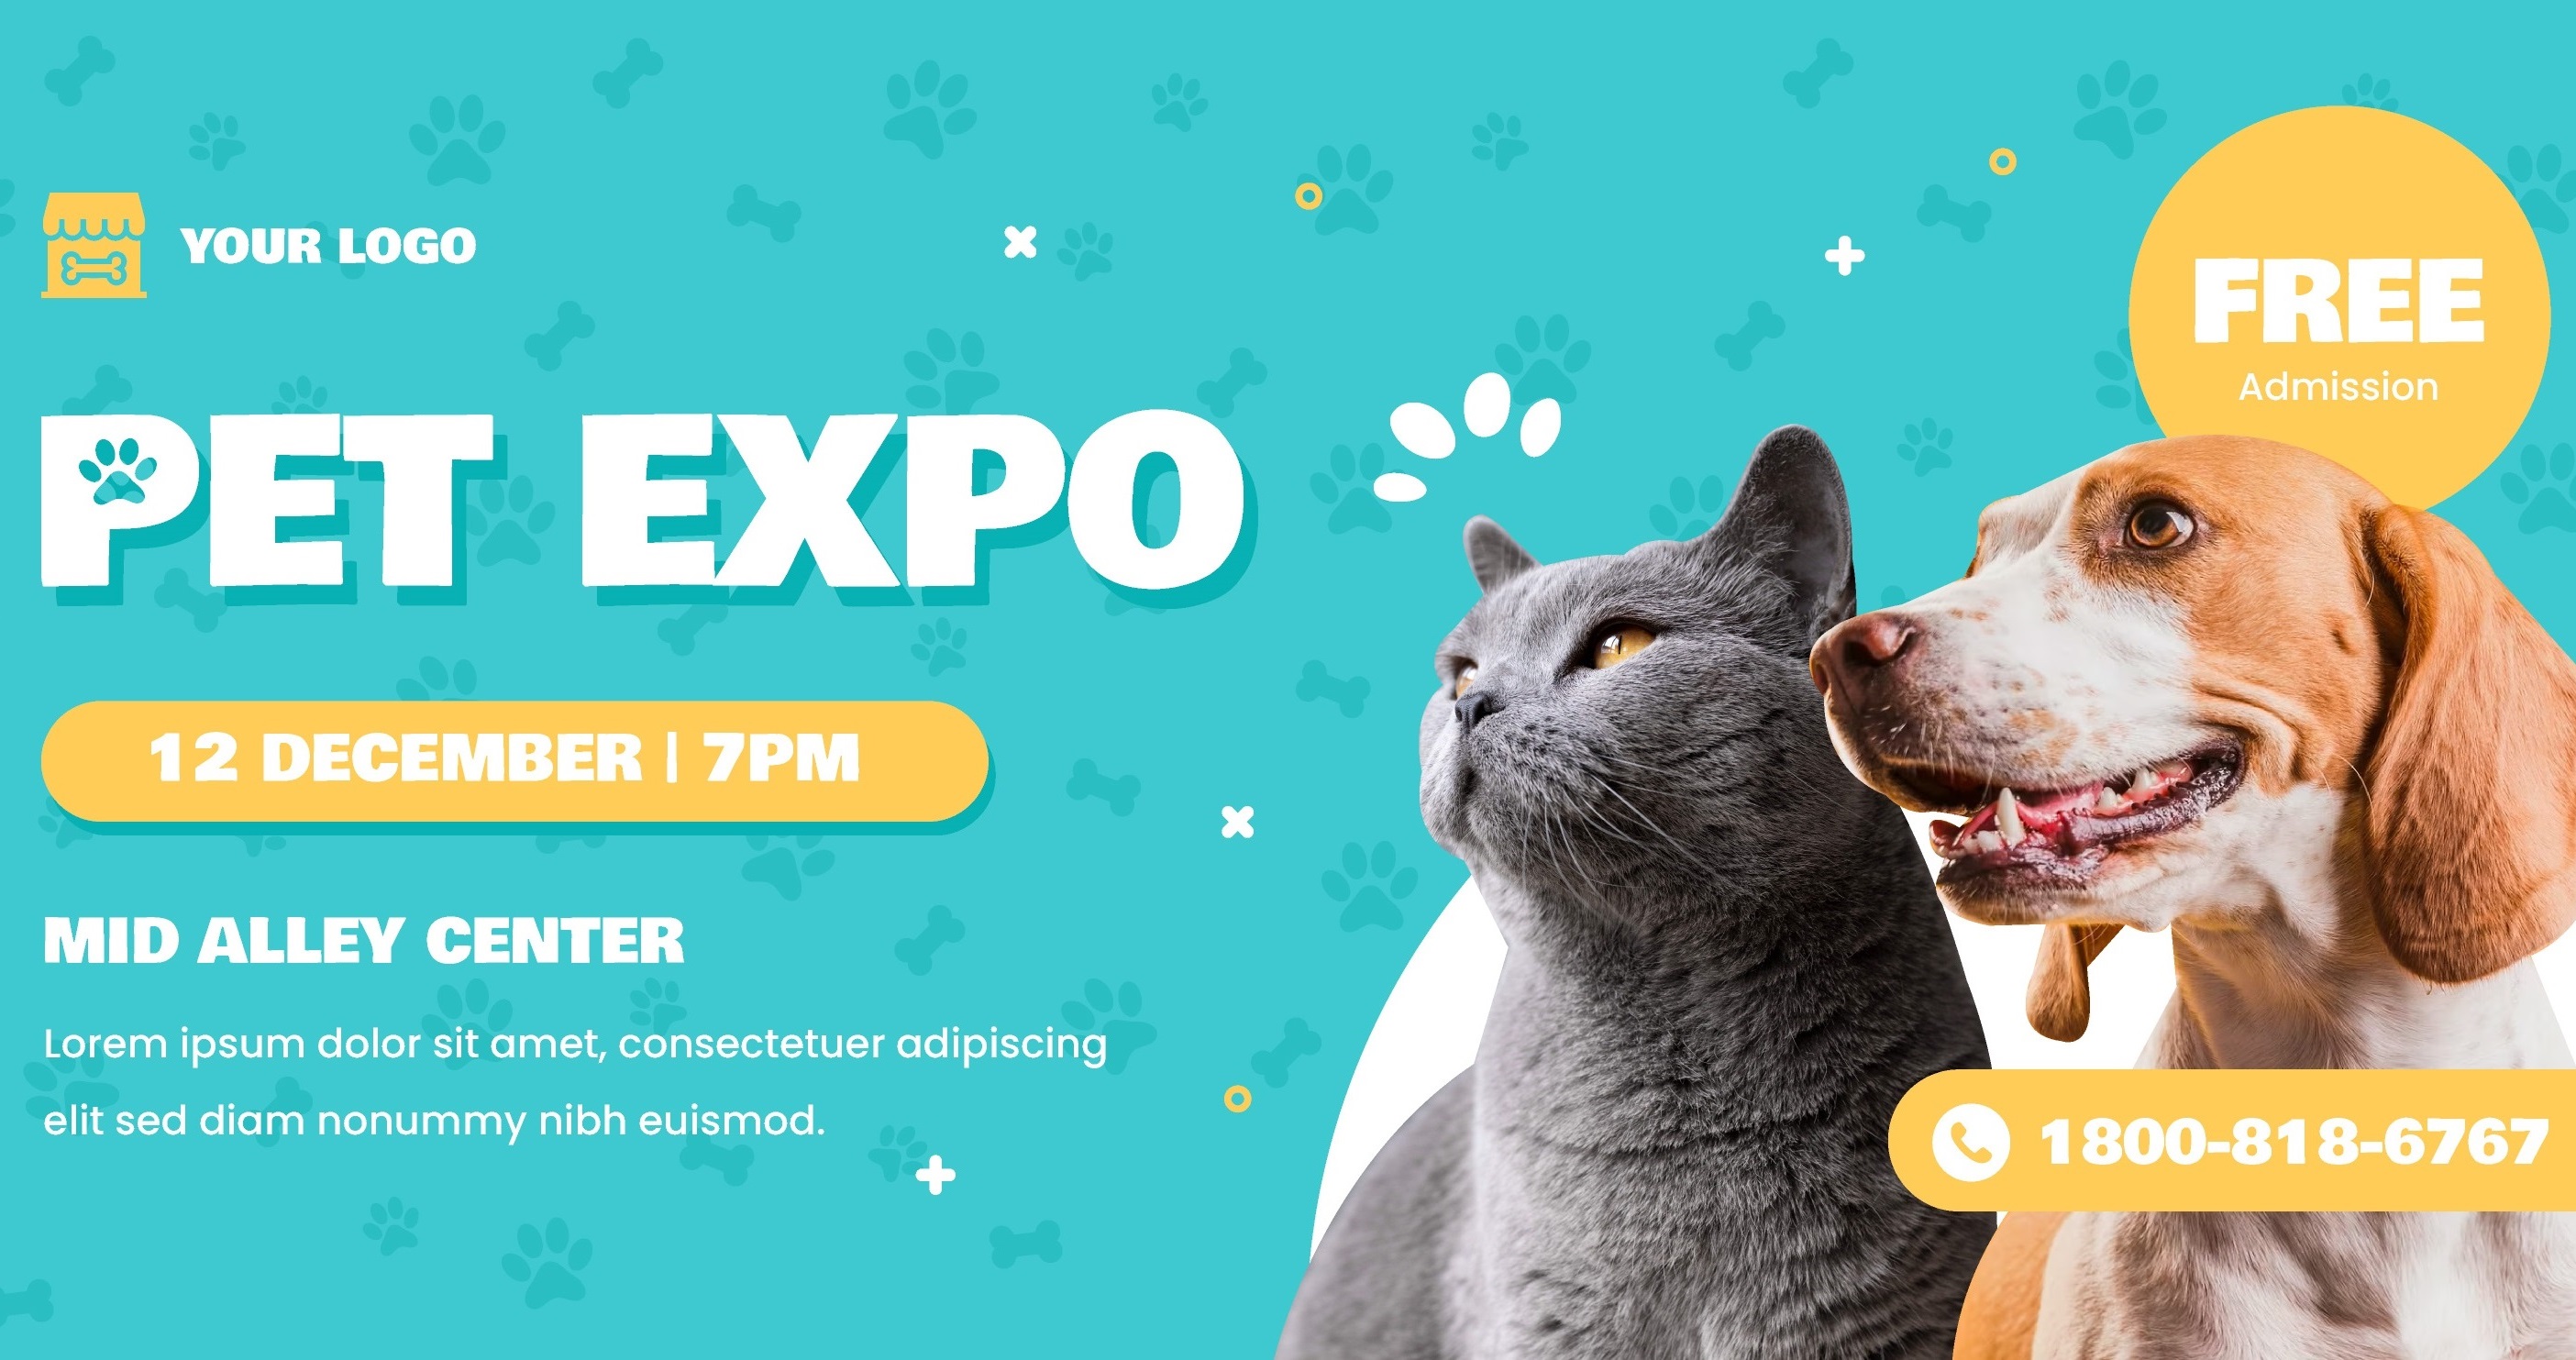 YOUR LOGO
FREE
Admission
PET EXPO
12 DECEMBER | 7PM
MID ALLEY CENTER
Lorem ipsum dolor sit amet, consectetuer adipiscing
elit sed diam nonummy nibh euismod.
1800-818-6767